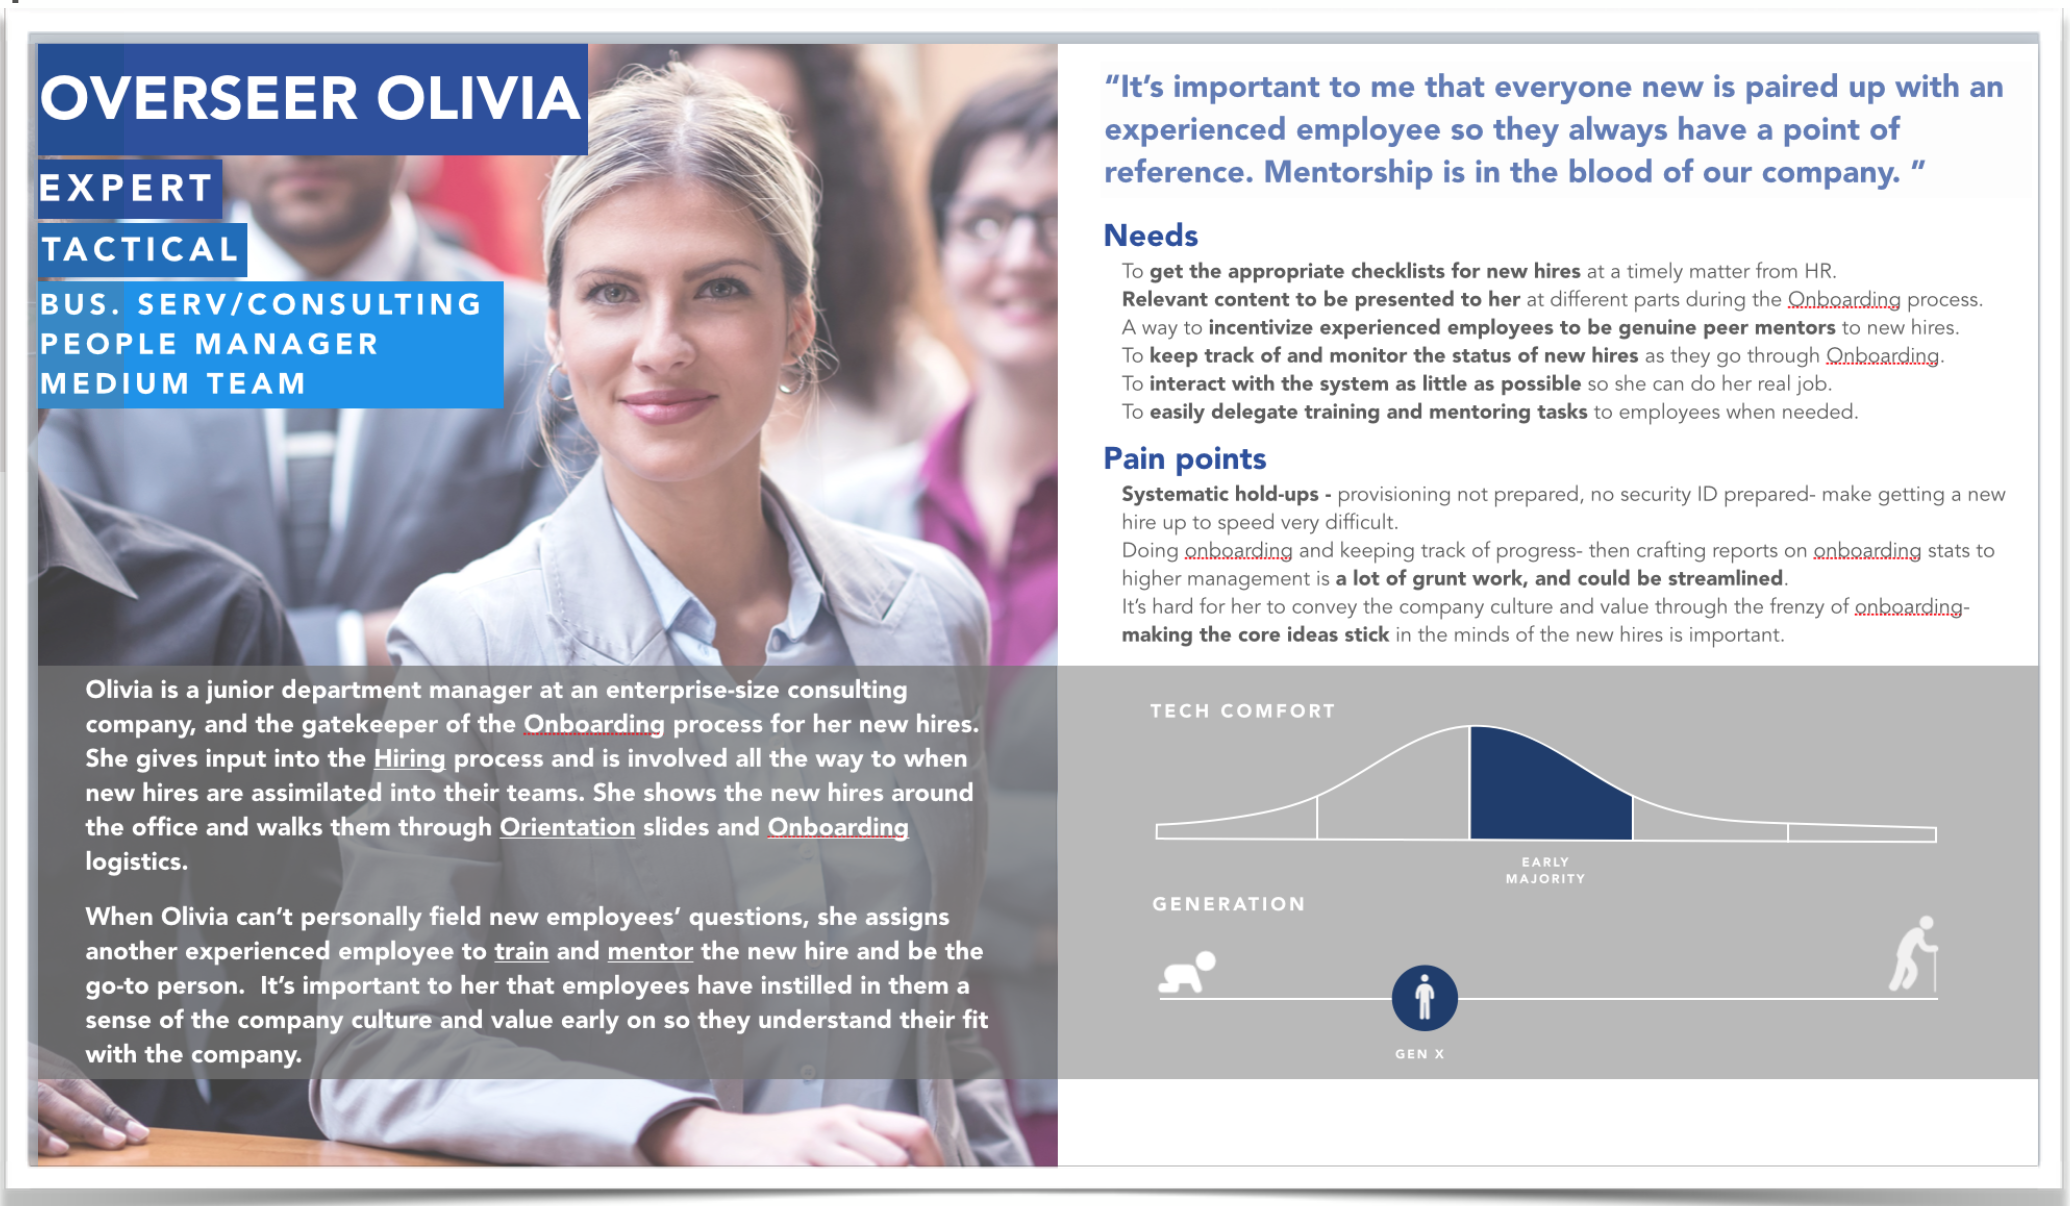 OVERSEER OLIVIA
EXPERT
TACTICAL
BUS. SERV/CONSULTING
PEOPLE MANAGER
MEDIUM TEAM
Olivia is a junior department manager at an enterprise-size consulting
company, and the gatekeeper of the Onboarding process for her new hires.
She gives input into the Hiring process and is involved all the way to when
new hires are assimilated into their teams. She shows the new hires around
the office and walks them through Orientation slides and Onboarding
logistics.
When Olivia can’t personally field new employees’ questions, she assigns
another experienced employee to train and mentor the new hire and be the
go-to person.  It’s important to her that employees have instilled in them a
sense of the company culture and value early on so they understand their fit
with the company.
“It’s important to me that everyone new is paired up with an
experienced employee so they always have a point of
reference. Mentorship is in the blood of our company. ”
Needs
To get the appropriate checklists for new hires at a timely matter from HR.
Relevant content to be presented to her at different parts during the Onboarding process.
A way to incentivize experienced employees to be genuine peer mentors to new hires.
To keep track of and monitor the status of new hires as they go through Onboarding.
To interact with the system as little as possible so she can do her real job.
To easily delegate training and mentoring tasks to employees when needed.
Pain points
Systematic hold-ups - provisioning not prepared, no security ID prepared- make getting a new
hire up to speed very difficult.
Doing onboarding and keeping track of progress- then crafting reports on onboarding stats to
higher management is a lot of grunt work, and could be streamlined.
It’s hard for her to convey the company culture and value through the frenzy of onboarding-
making the core ideas stick in the minds of the new hires is important.
TECH COMFORT
EARLY
MAJORITY
GENERATION
GEN X